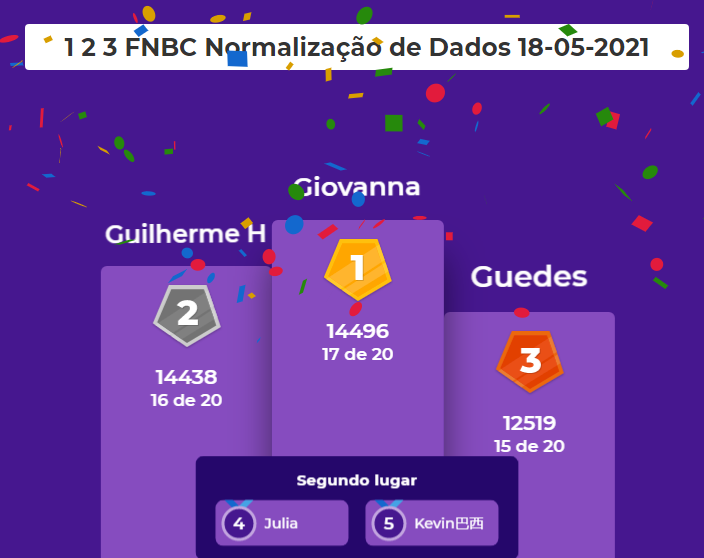 1 2 3 FNBC Normalização de Dados 18-05-2021
Giovanna
Guilherme H
Guedes
1
14496
17 de 20
2
14438
16 de 20
3
12519
15 de 20
Segundo lugar
4 Julia
5 Kevin巴西